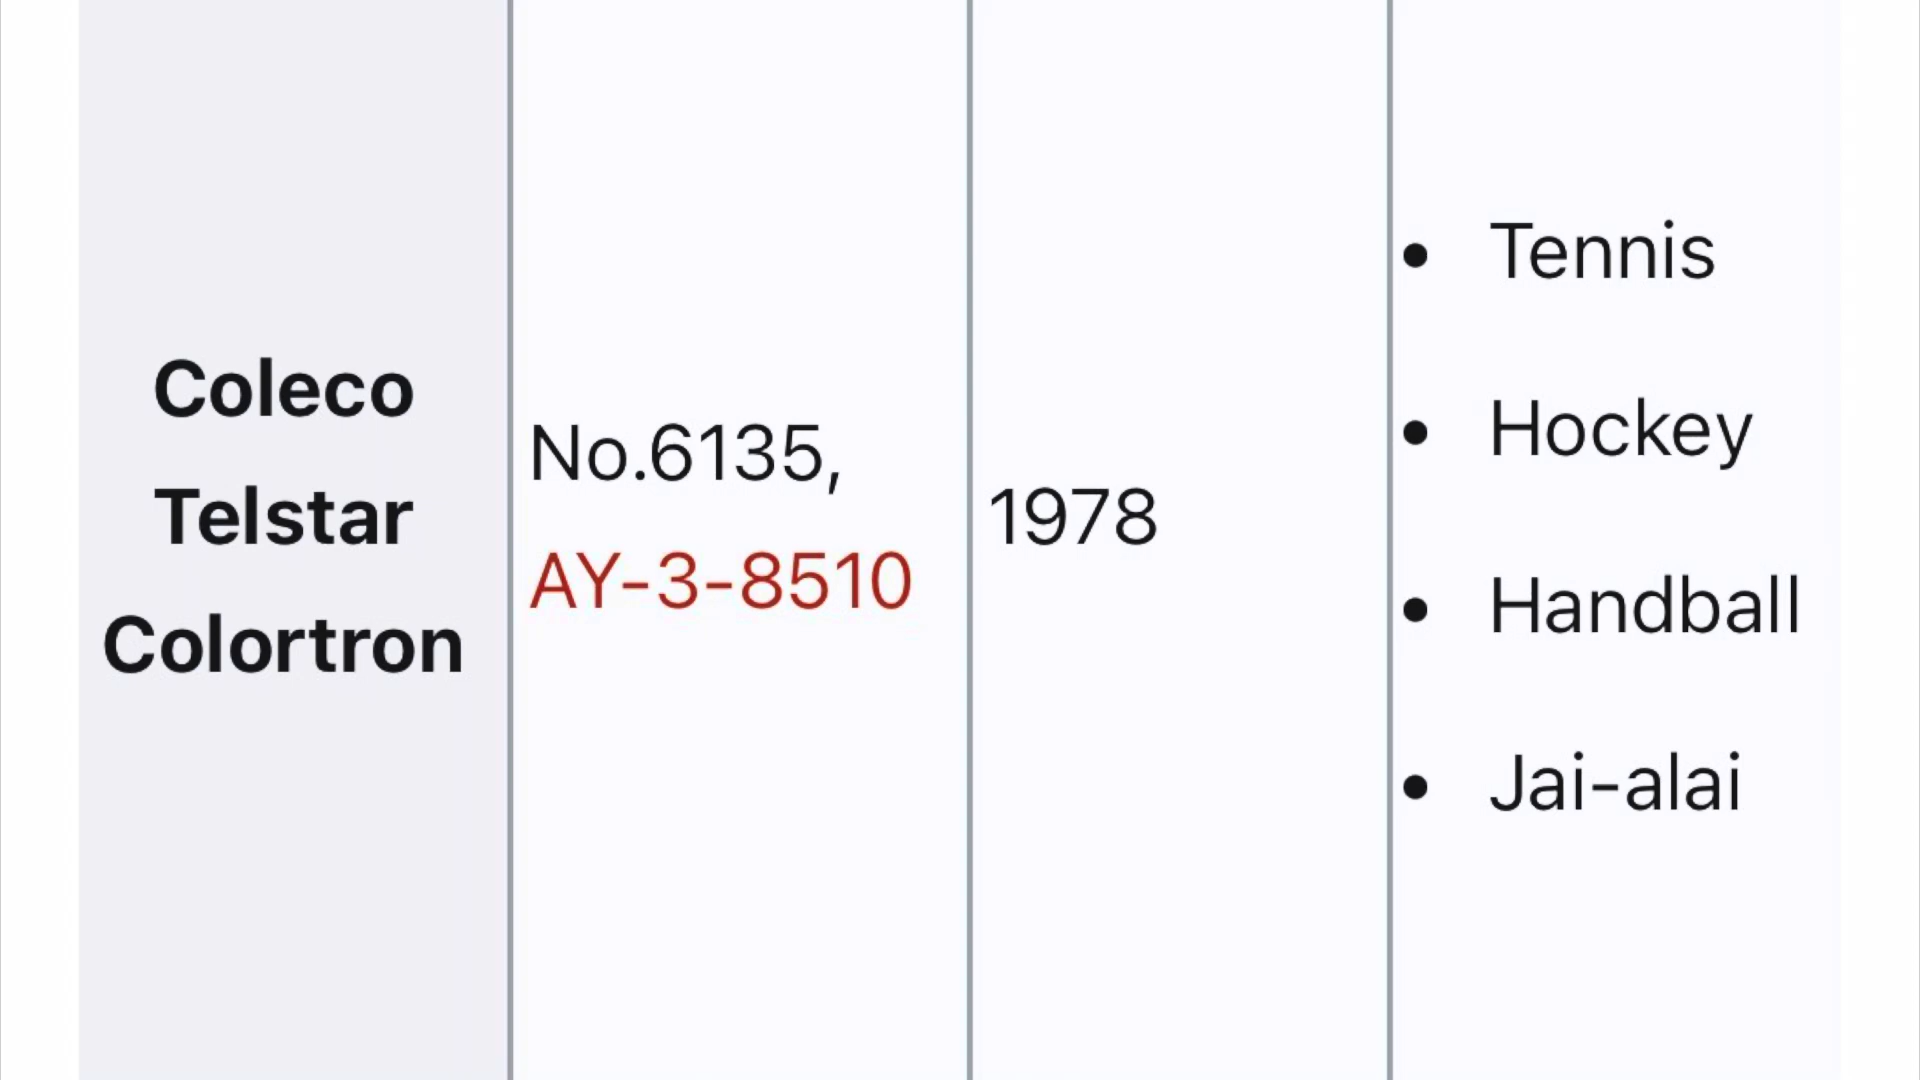 Coleco
Telstar
Colortron
No.6135,
AY-3-8510
1978
• Tennis
• Hockey
• Handball
• Jai-alai